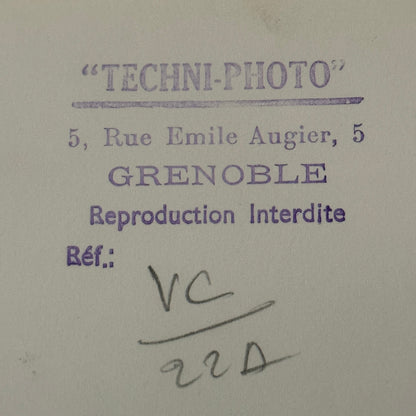 "TECHNI-PHOTO"
5, Rue Emile Augier, 5
GRENOBLE
Reproduction Interdite
Réf.:
VC
22A